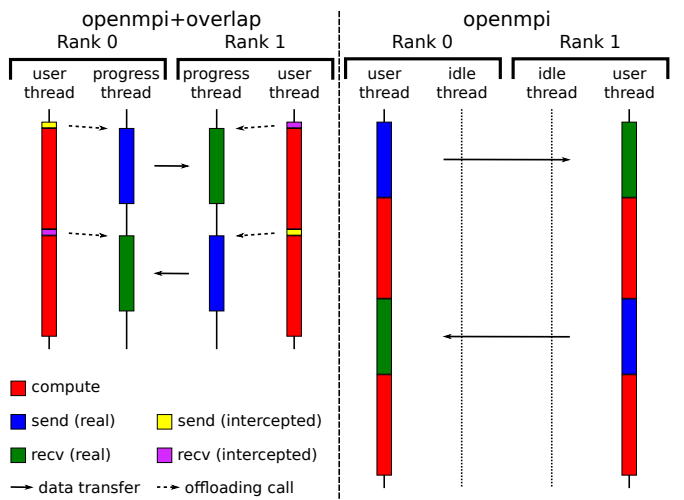 openmpi+overlap
Rank 0
Rank 1
user thread
progress thread
progress thread
user thread
openmpi
Rank 0
Rank 1
user thread
idle thread
idle thread
user thread
compute
send (real)
send (intercepted)
recv (real)
recv (intercepted)
data transfer
offloading call